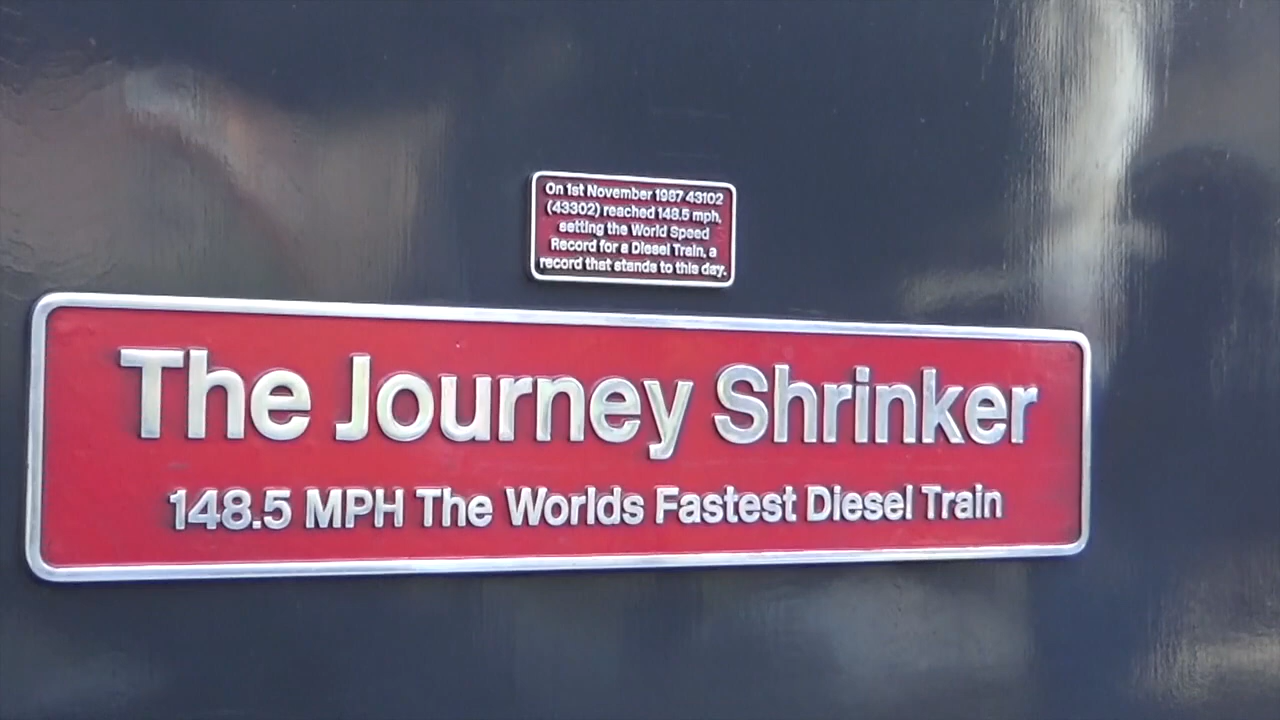 On 1st November 1987 43102
(43302) reached 148.5 mph,
setting the World Speed
Record for a Diesel Train, a
record that stands to this day.
The Journey Shrinker
148.5 MPH The Worlds Fastest Diesel Train